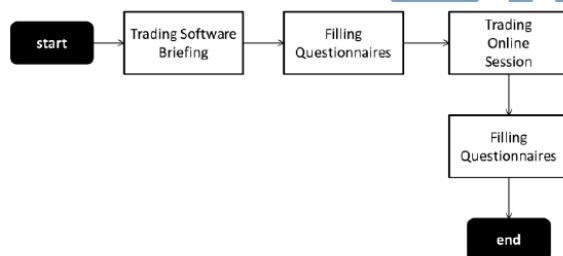 start
Trading Software
Briefing
Filling
Questionnaires
Trading
Online
Session
Filling
Questionnaires
end